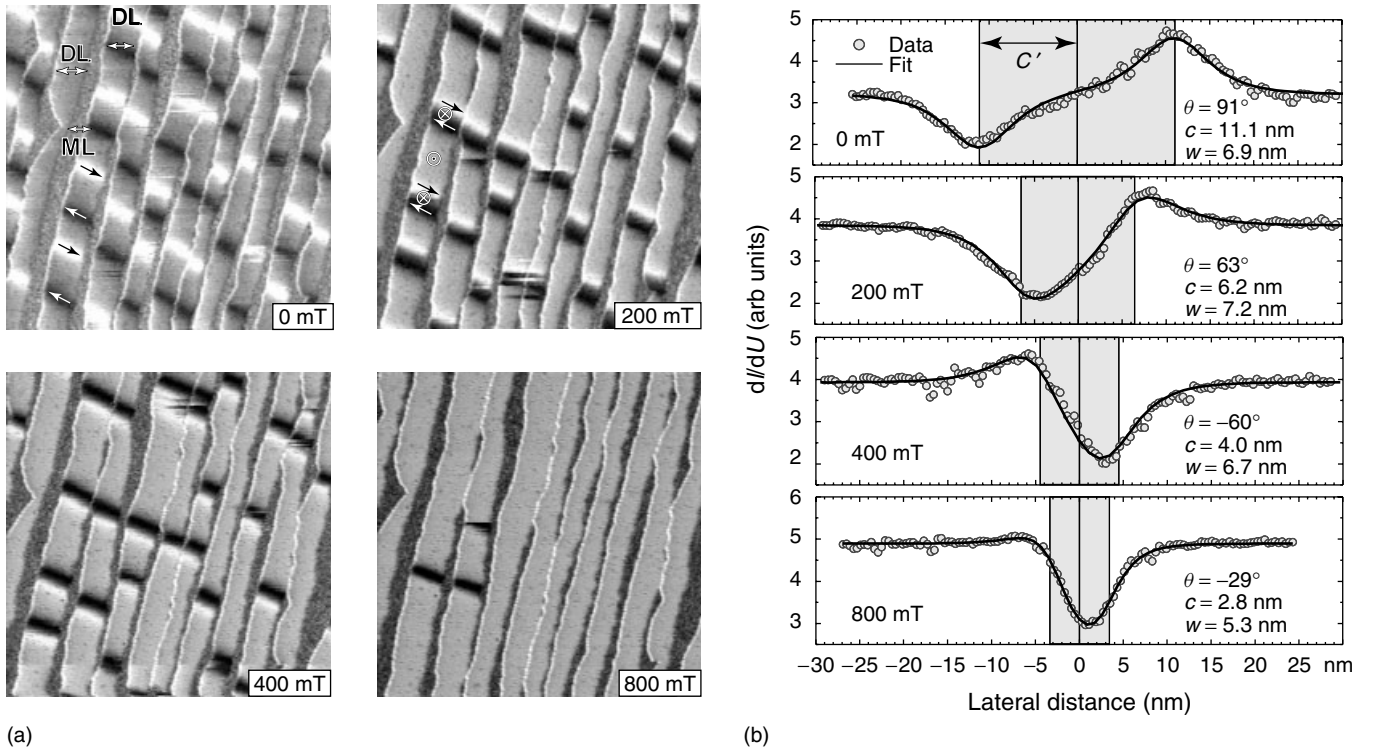 DL
DL
ML
0 mT
200 mT
400 mT
800 mT
(a)
5
4
3
2
Data
Fit
C′
0 mT
θ = 91°
c = 11.1 nm
w = 6.9 nm
5
4
3
2
200 mT
θ = 63°
c = 6.2 nm
w = 7.2 nm
dI/dU (arb units)
5
4
3
2
400 mT
θ = −60°
c = 4.0 nm
w = 6.7 nm
6
5
4
3
800 mT
θ = −29°
c = 2.8 nm
w = 5.3 nm
−30 −25 −20 −15 −10 −5 0 5 10 15 20 25 nm
Lateral distance (nm)
(b)